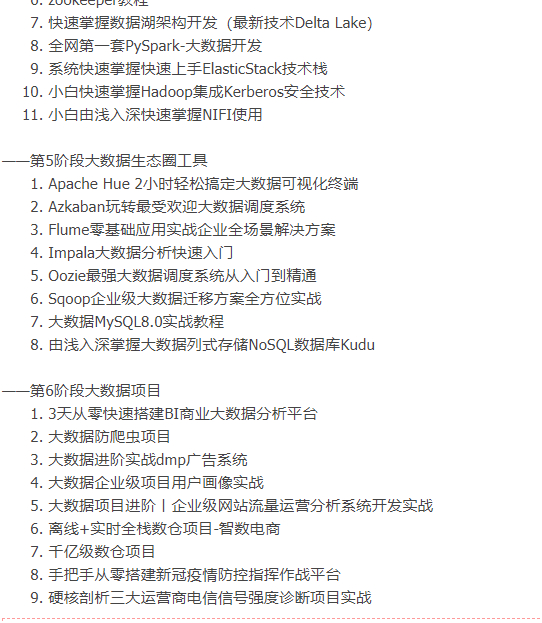 6. zookeeper教程
7. 快速掌握数据湖架构开发（最新技术Delta Lake）
8. 全网第一套PySpark-大数据开发
9. 系统快速掌握快速上手ElasticStack技术栈
10. 小白快速掌握Hadoop集成Kerberos安全技术
11. 小白由浅入深快速掌握NIFI使用
——第5阶段大数据生态圈工具
1. Apache Hue 2小时轻松搞定大数据可视化终端
2. Azkaban玩转最受欢迎大数据调度系统
3. Flume零基础应用实战企业全场景解决方案
4. Impala大数据分析快速入门
5. Oozie最强大数据调度系统从入门到精通
6. Sqoop企业级大数据迁移方案全方位实战
7. 大数据MySQL8.0实战教程
8. 由浅入深掌握大数据列式存储NoSQL数据库Kudu
——第6阶段大数据项目
1. 3天从零快速搭建BI商业大数据分析平台
2. 大数据防爬虫项目
3. 大数据进阶实战dmp广告系统
4. 大数据企业级项目用户画像实战
5. 大数据项目进阶丨企业级网站流量运营分析系统开发实战
6. 离线+实时全栈数仓项目-智数电商
7. 千亿级数仓项目
8. 手把手从零搭建新冠疫情防控指挥作战平台
9. 硬核剖析三大运营商电信信号强度诊断项目实战